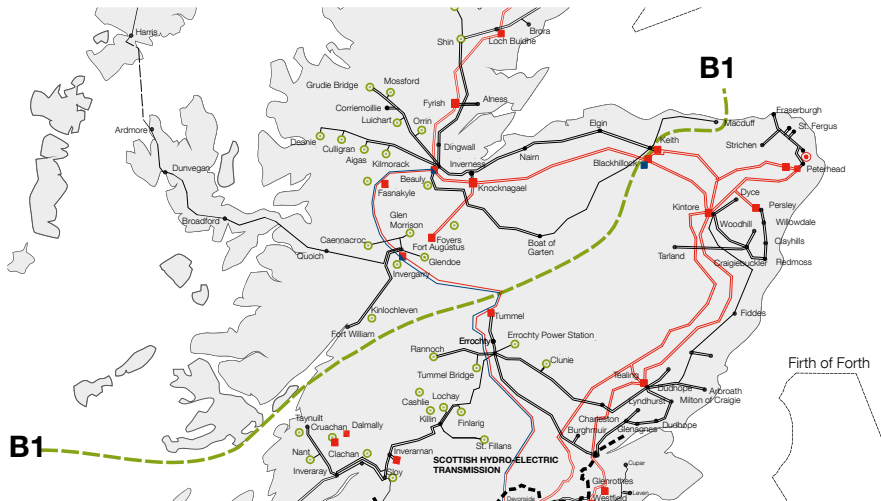 Harris
Brora
Shin
Loch Buidhe
B1
Mossford
Grudie Bridge
Fyrish
Alness
Corriemoillie
Luichart
Orrin
Fraserburgh
Macduff
St. Fergus
Elgin
Ardmore
Deanie
Dingwall
Keith
Strichen
Culligran
Nairn
Aigas
Kilmorack
Inverness
Blackhillock
Dunvegan
Peterhead
Beauly
Fasnakyle
Knocknagael
Dyce
Persley
Kintore
Glen
Morrison
Broadford
Woodhill
Willowdale
Foyers
Caennacroc
Fort Augustus
Clayhills
Boat of
Garten
Tarland
Quoich
Glendoe
Craigiebuckler
Redmoss
Invergarry
Kinlochleven
Fiddes
Tummel
Fort William
Errochty Power Station
Errochty
Rannoch
Clunie
Firth of Forth
Tummel Bridge
Tealing
Dudhope
Arbroath
Cashlie
Lochay
Lyndhurst
Milton of Craigie
Killin
Finlarig
Charleston
Taynuilt
Dalmally
Glenagnes
Dudhope
Cruachan
Burghmuir
B1
St. Fillans
Nant
Clachan
Inverarnan
SCOTTISH HYDRO-ELECTRIC
TRANSMISSION
Inveraray
Sloy
Cupar
Glenrothes
Leven
Westfield
Devonside